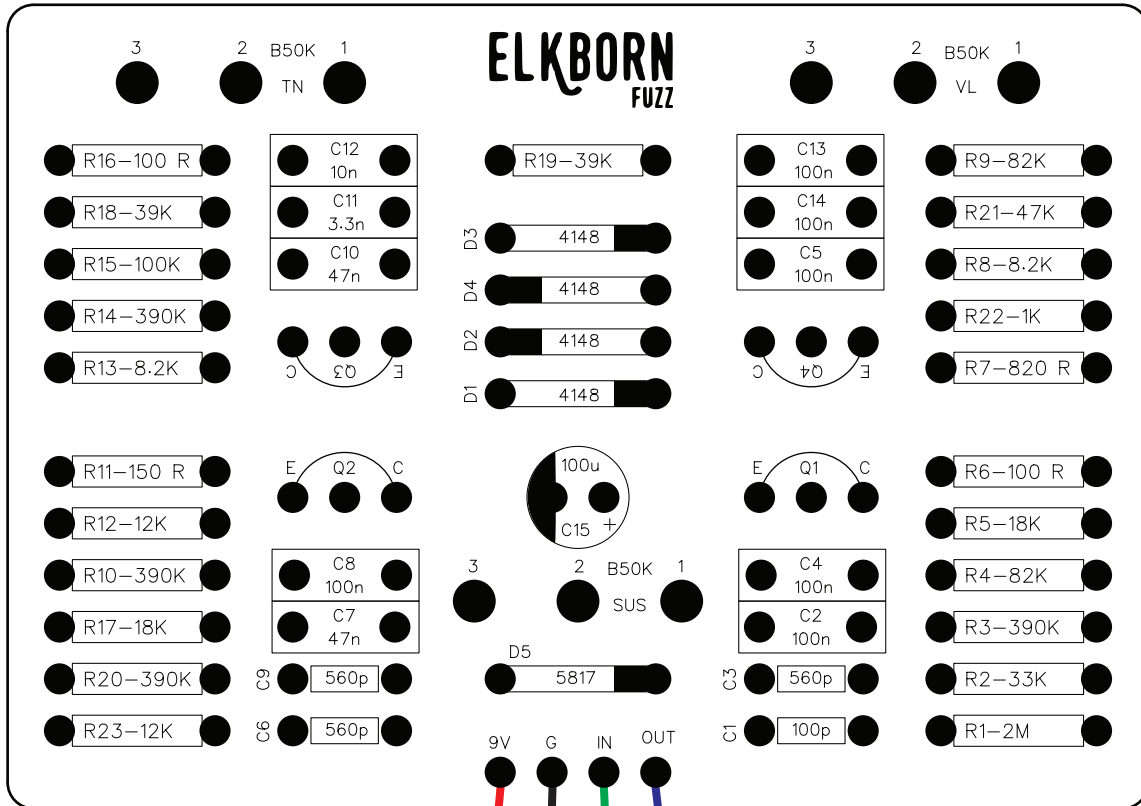 ELKBORN
FUZZ
3 2 B50K 1
TN
3 2 B50K 1
VL
R16-100 R
R18-39K
R15-100K
R14-390K
R13-8.2K
C12
10n
C11
3.3n
C10
47n
C Q3 E
R19-39K
D3 4148
D4 4148
D2 4148
D1 4148
C13
100n
C14
100n
C5
100n
C Q4 E
R9-82K
R21-47K
R8-8.2K
R22-1K
R7-820 R
R11-150 R
R12-12K
R10-390K
R17-18K
R20-390K
R23-12K
E Q2 C
C8
100n
C7
47n
C9 560p
C6 560p
100u
C15 +
3 2 B50K 1
SUS
D5
5817
E Q1 C
C4
100n
C2
100n
C3 560p
C1 100p
R6-100 R
R5-18K
R4-82K
R3-390K
R2-33K
R1-2M
9V G IN OUT